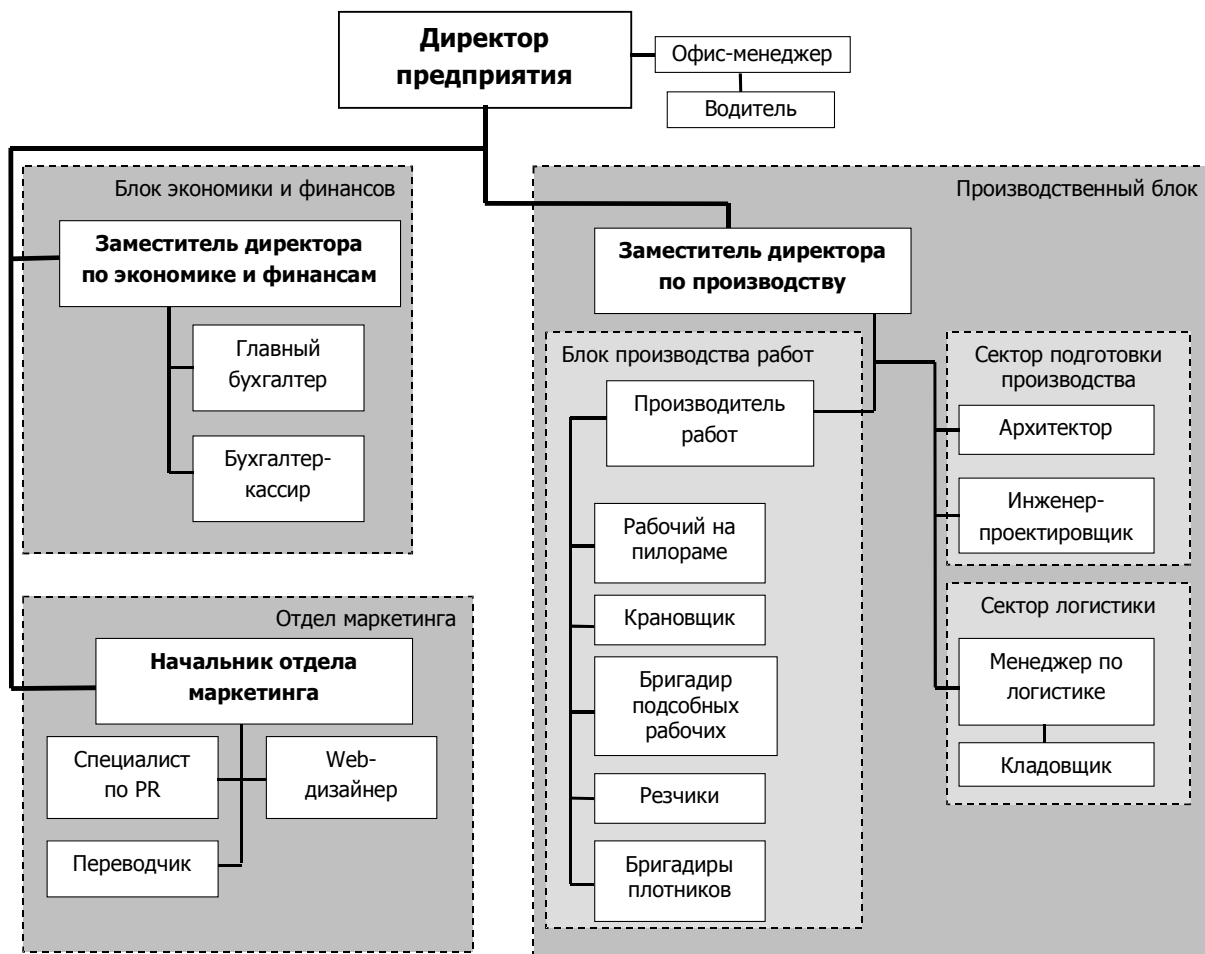 Директор
предприятия
Офис-менеджер
Водитель
Блок экономики и финансов
Заместитель директора
по экономике и финансам
Главный
бухгалтер
Бухгалтер-
кассир
Отдел маркетинга
Начальник отдела
маркетинга
Специалист
по PR
Web-
дизайнер
Переводчик
Производственный блок
Заместитель директора
по производству
Блок производства работ
Производитель
работ
Рабочий на
пилораме
Крановщик
Бригадир
подсобных
рабочих
Резчики
Бригадиры
плотников
Сектор подготовки
производства
Архитектор
Инженер-
проектировщик
Сектор логистики
Менеджер по
логистике
Кладовщик